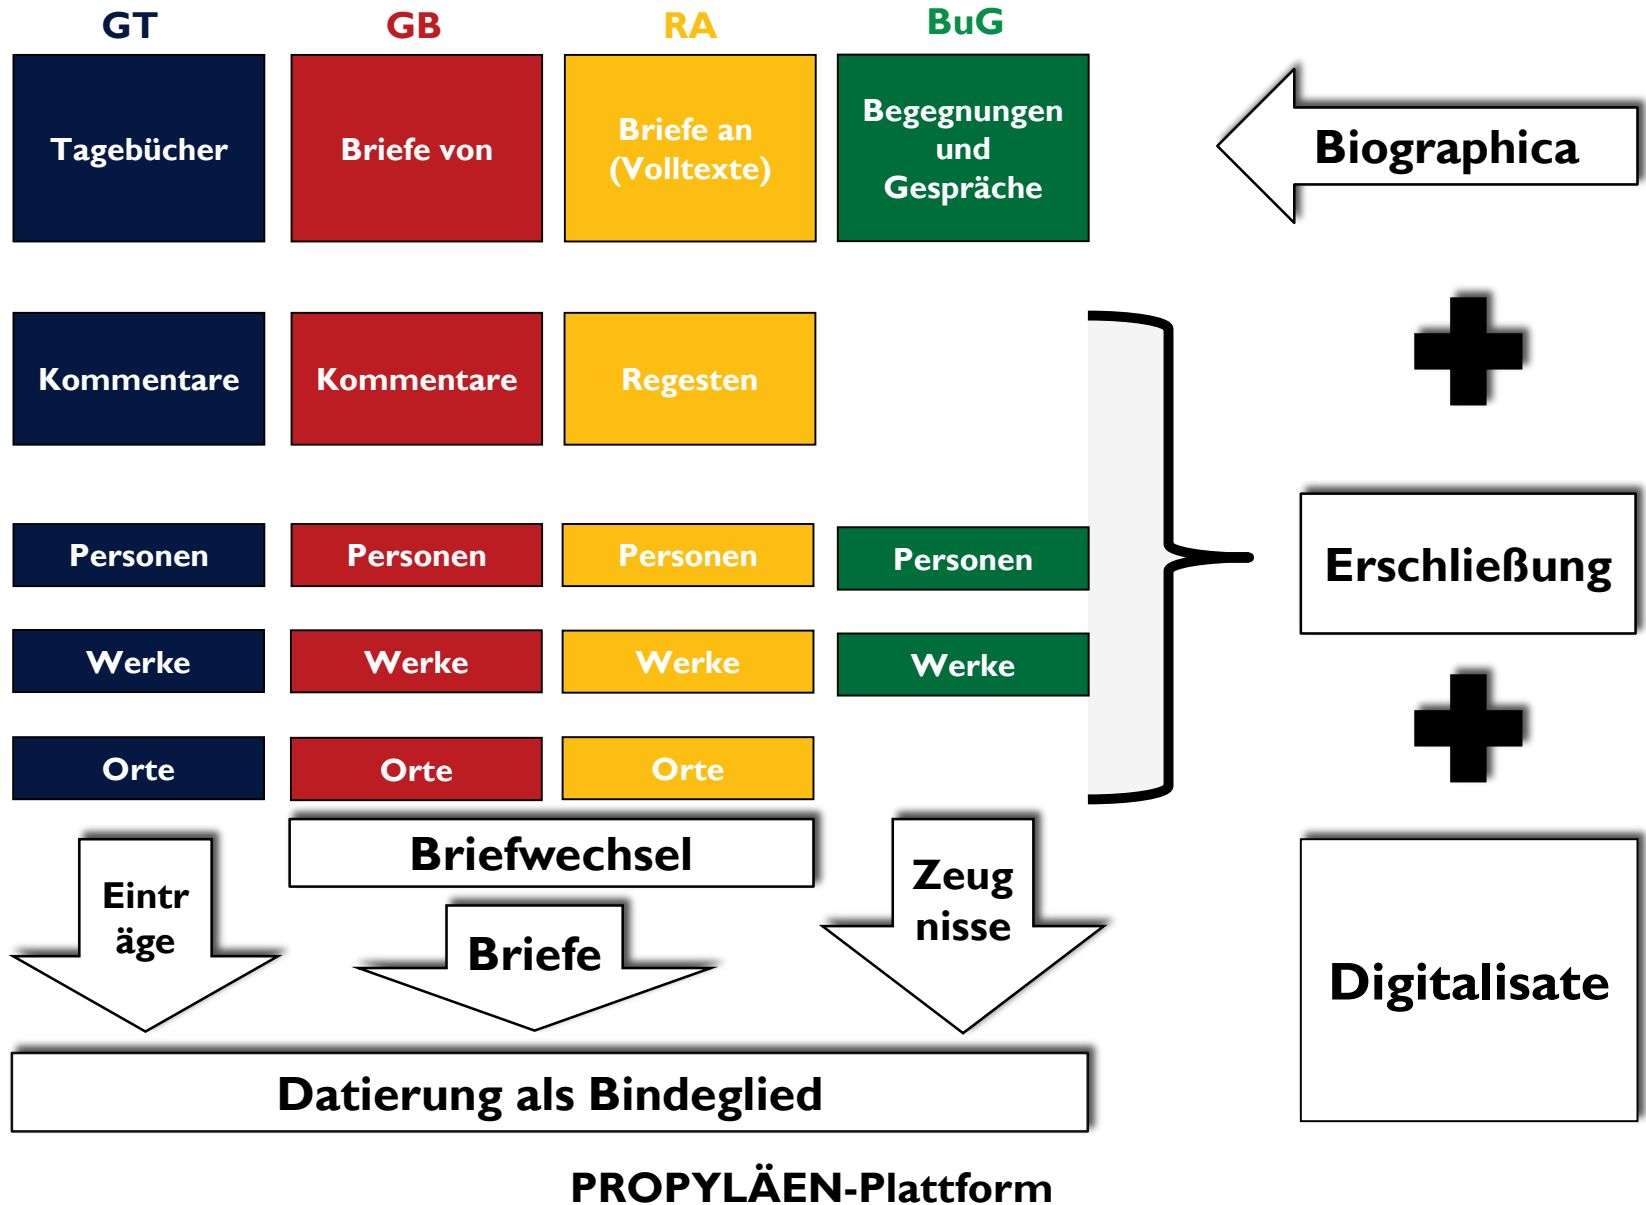 GT
GB
RA
BuG
Tagebücher
Briefe von
Briefe an
(Volltexte)
Begegnungen
und
Gespräche
Biographica
Kommentare
Kommentare
Regesten
Personen
Personen
Personen
Personen
Erschließung
Werke
Werke
Werke
Werke
Orte
Orte
Orte
Eintr
äge
Briefwechsel
Briefe
Zeug
nisse
Digitalisate
Datierung als Bindeglied
PROPYLÄEN-Plattform